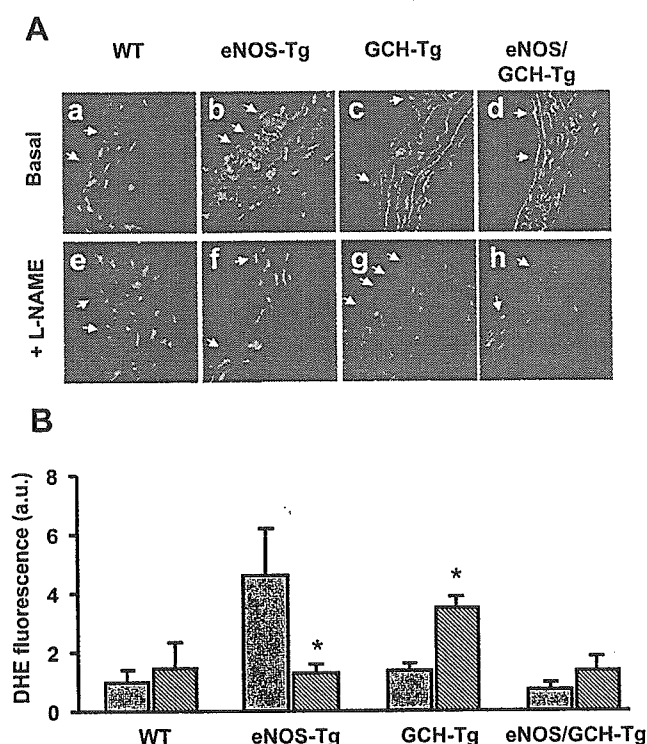 A
WT
eNOS-Tg
GCH-Tg
eNOS/
GCH-Tg
Basal
a
b
c
d
+ L-NAME
e
f
g
h
B
DHE fluorescence (a.u.)
8
6
4
2
0
*
*
WT
eNOS-Tg
GCH-Tg
eNOS/GCH-Tg